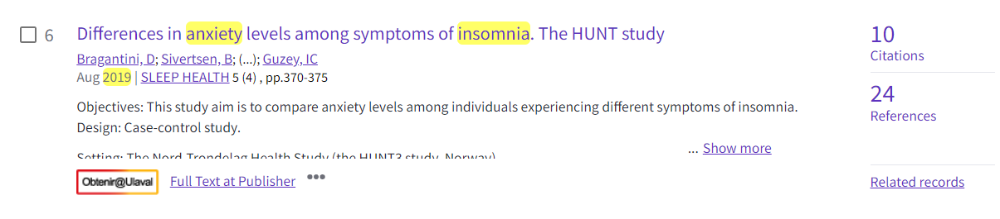 6 Differences in anxiety levels among symptoms of insomnia. The HUNT study
Bragantini, D; Sivertsen, B; (...); Guzey, IC
Aug 2019 | SLEEP HEALTH 5 (4) , pp.370-375
Objectives: This study aim is to compare anxiety levels among individuals experiencing different symptoms of insomnia.
Design: Case-control study.
Setting: The Nord-Trondelag Health Study (the HUNT3 study, Norway)
... Show more
Obtenir@Ulaval Full Text at Publisher •••
10
Citations
24
References
Related records